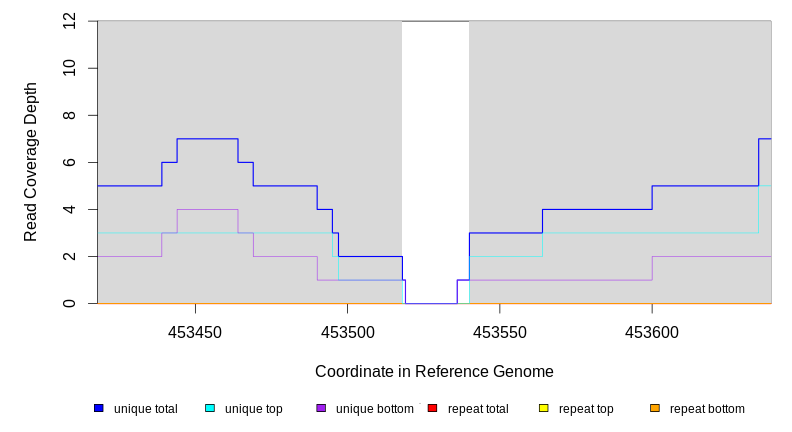 12
10
8
6
4
2
0
Read Coverage Depth
453450 453500 453550 453600
Coordinate in Reference Genome
unique total unique top unique bottom repeat total repeat top repeat bottom